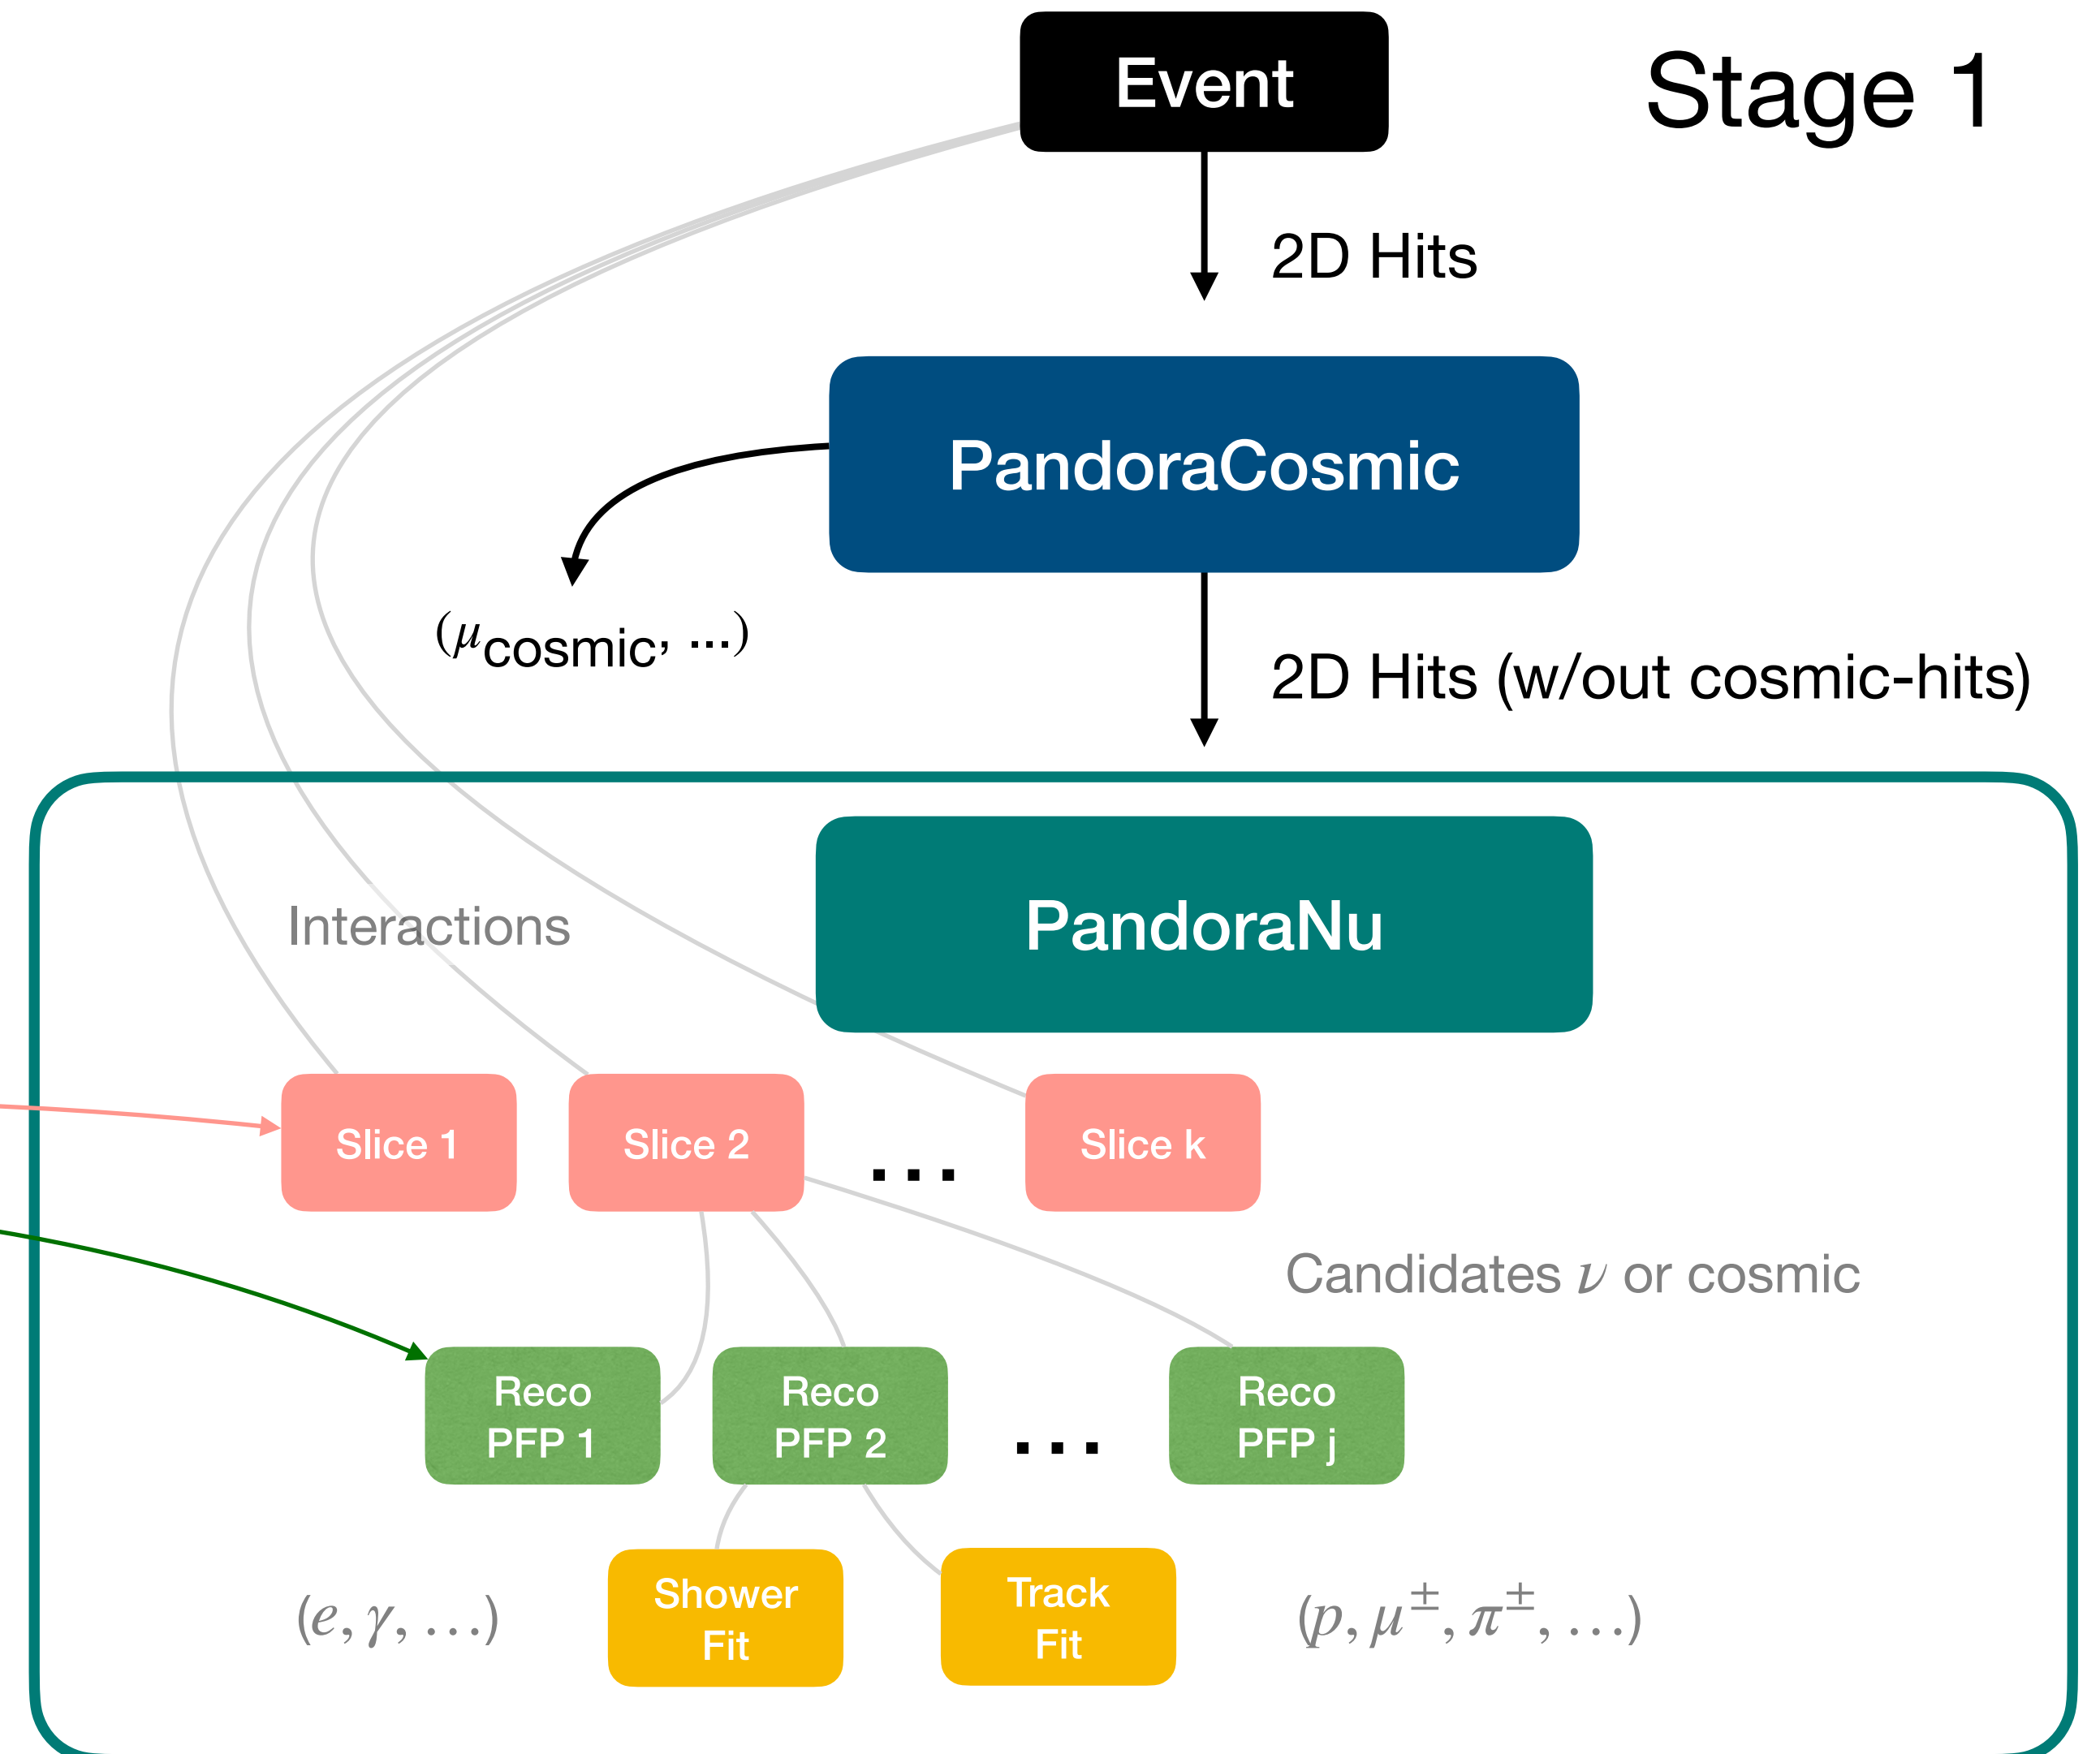 Event
Stage 1
2D Hits
PandoraCosmic
(μcosmic, ...)
2D Hits (w/out cosmic-hits)
PandoraNu
Interactions
Slice 1
Slice 2
...
Slice k
Candidates ν or cosmic
Reco
PFP 1
Reco
PFP 2
...
Reco
PFP j
(e, γ, …)
Shower
Fit
Track
Fit
(p, μ±, π±, …)